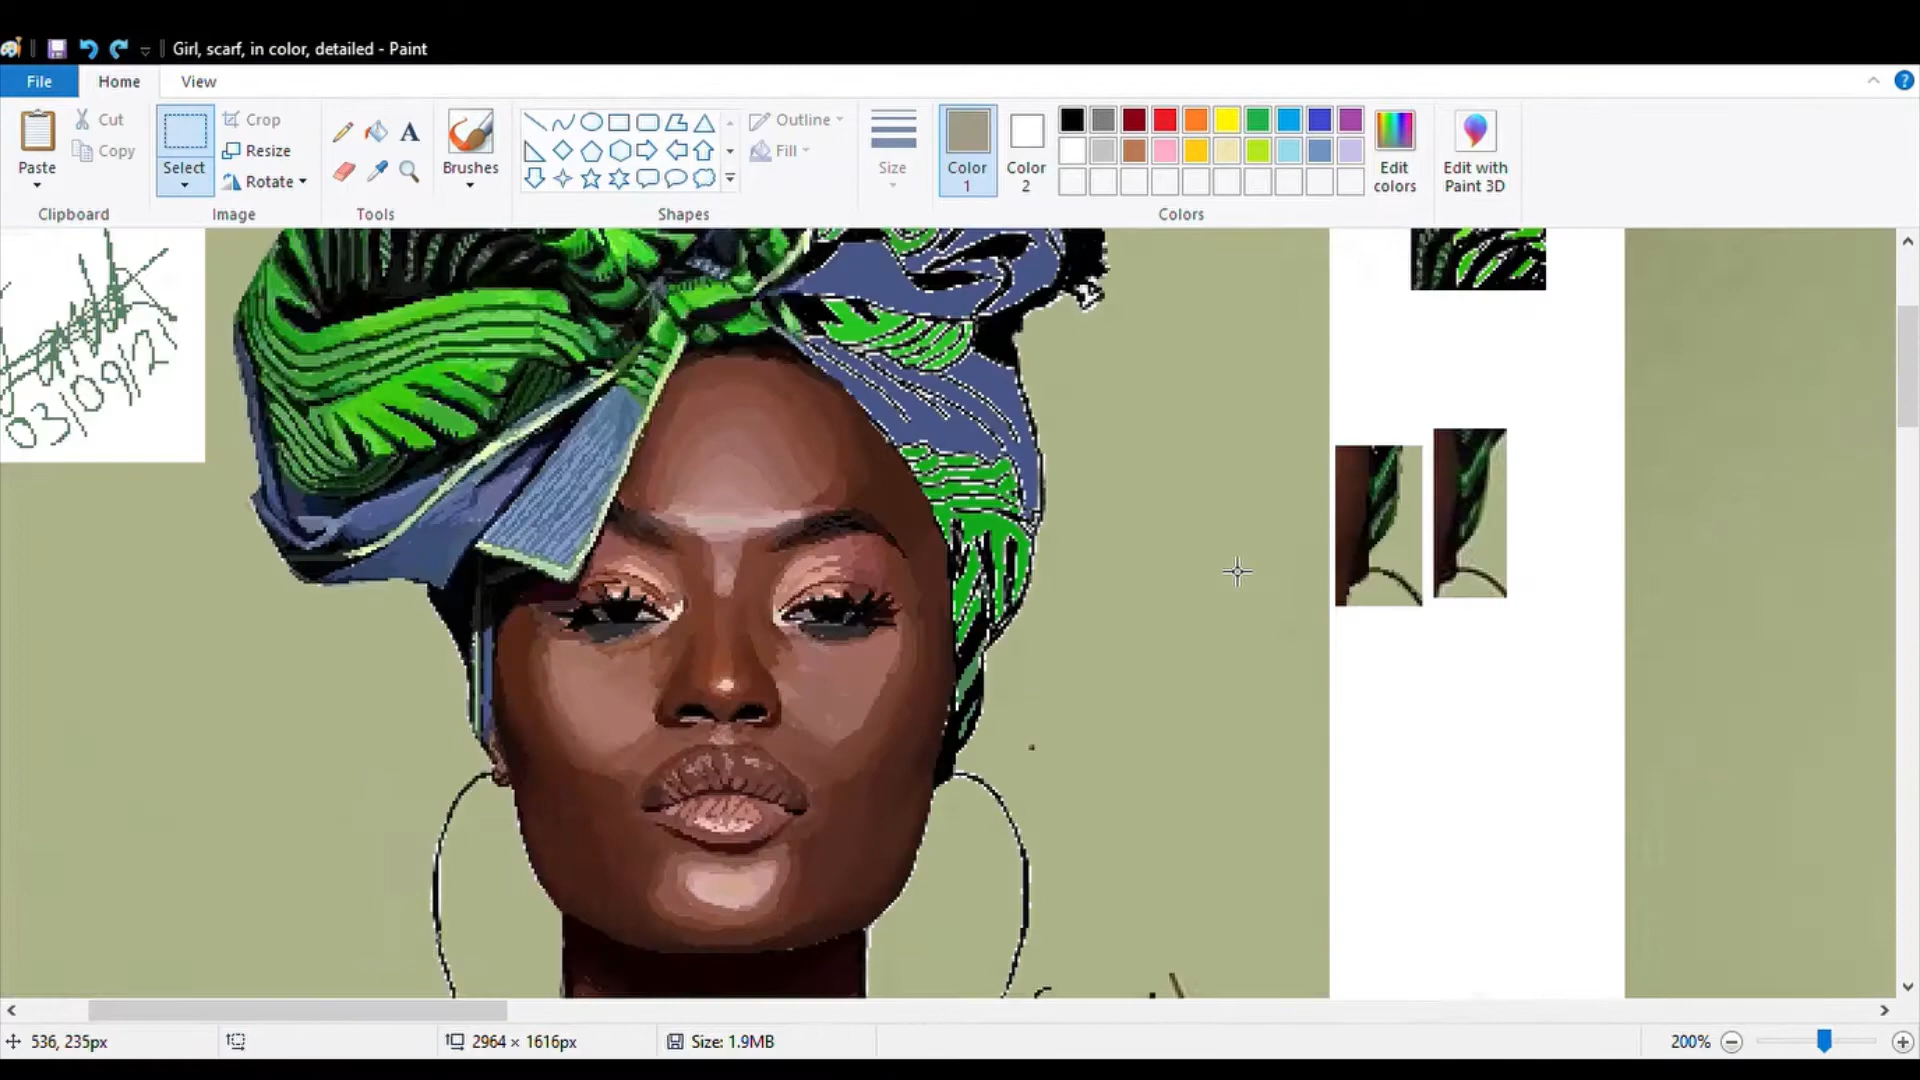 Girl, scarf, in color, detailed - Paint
File Home View
Paste
Cut
Copy
Clipboard
Select
Crop
Resize
Rotate
Image
A
Tools
Brushes
Shapes
Outline
Fill
Size
Color 1
Color 2
Colors
Edit colors
Edit with Paint 3D
03/09/21
536, 235px
2964 × 1616px
Size: 1.9MB
200%